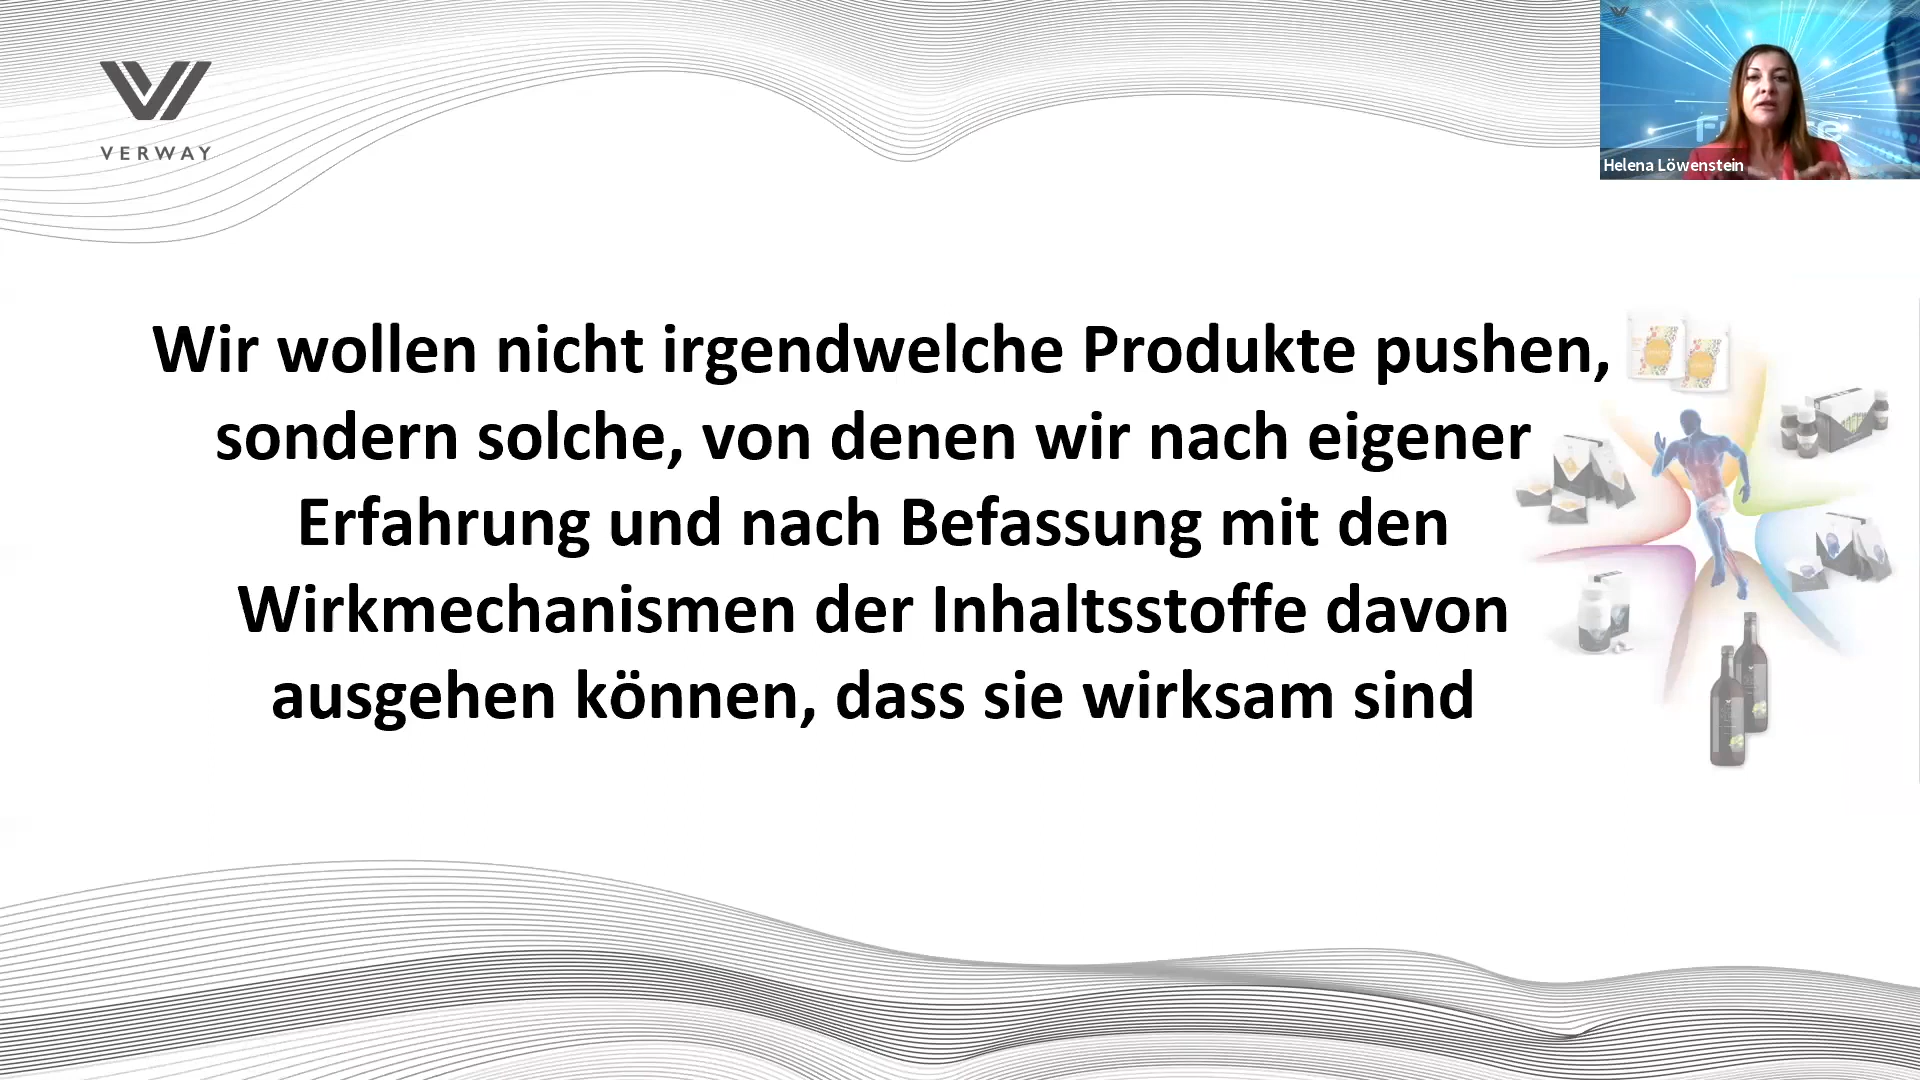 VERWAY
Helena Löwenstein
Wir wollen nicht irgendwelche Produkte pushen,
sondern solche, von denen wir nach eigener
Erfahrung und nach Befassung mit den
Wirkmechanismen der Inhaltsstoffe davon
ausgehen können, dass sie wirksam sind